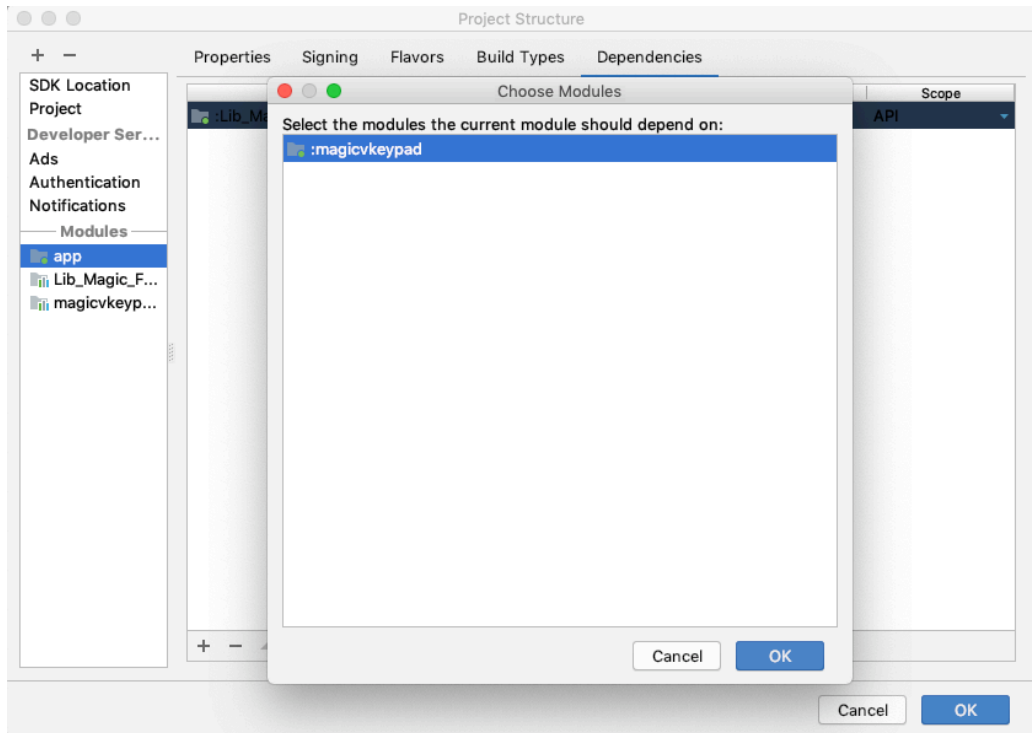 Project Structure
+ −
Properties Signing Flavors Build Types Dependencies
SDK Location
Project
Developer Ser...
Ads
Authentication
Notifications
Modules
app
Lib_Magic_F...
magicvkeyp...
Scope
:Lib_Ma
API
Choose Modules
Select the modules the current module should depend on:
:magicvkeypad
Cancel OK
+ −
Cancel OK